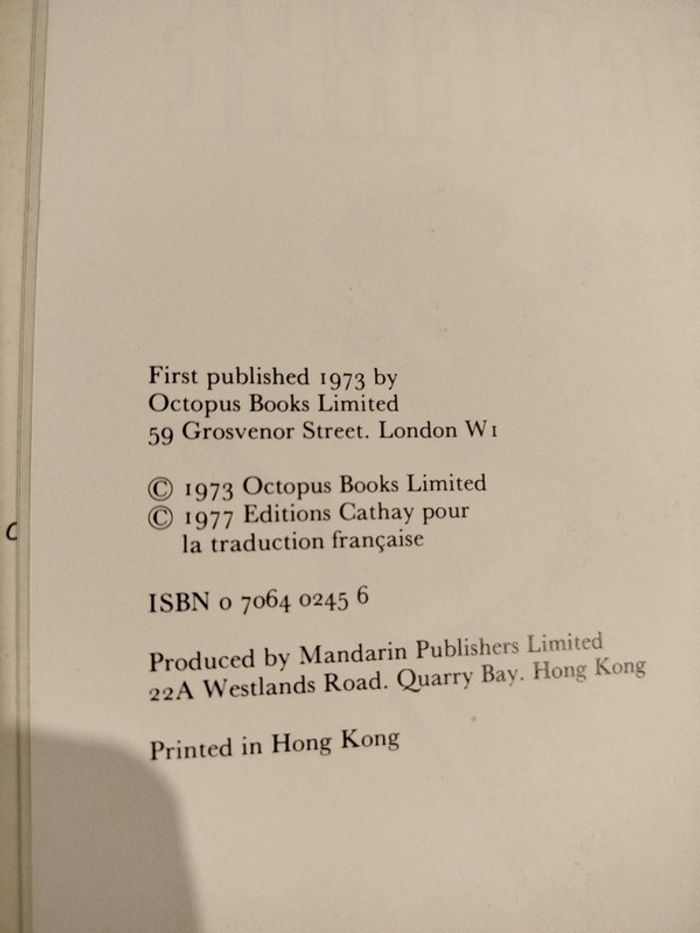 First published 1973 by
Octopus Books Limited
59 Grosvenor Street. London W1
© 1973 Octopus Books Limited
© 1977 Editions Cathay pour
la traduction française
ISBN 0 7064 0245 6
Produced by Mandarin Publishers Limited
22A Westlands Road. Quarry Bay. Hong Kong
Printed in Hong Kong